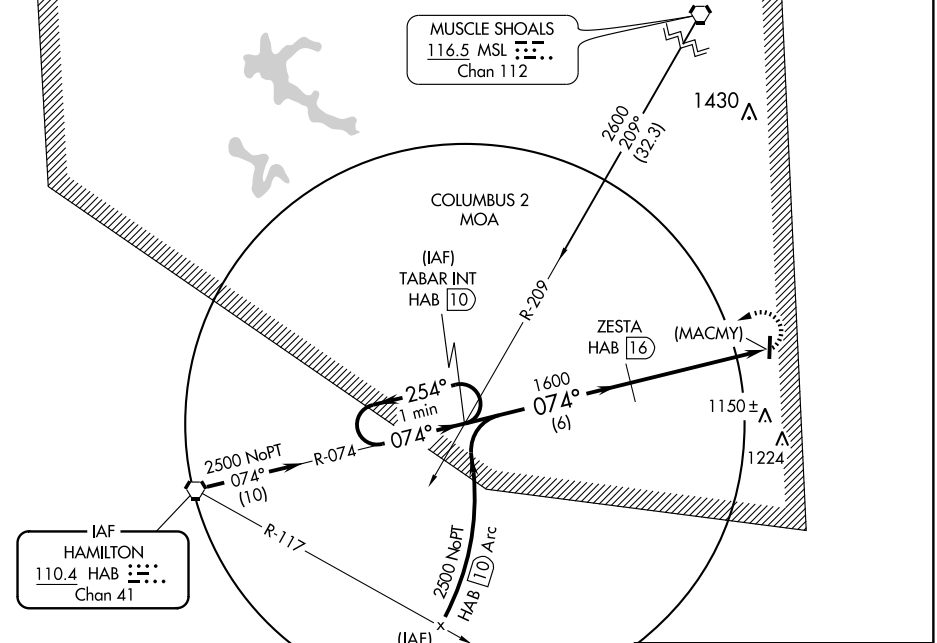 MUSCLE SHOALS
116.5 MSL
Chan 112
1430
2600
209°
(32.3)
COLUMBUS 2
MOA
(IAF)
TABAR INT
HAB 10
R-209
ZESTA
HAB 16
(MACMY)
254°
1 min
074°
1600
074°
(6)
1150 ±
1224
2500 NoPT
074°
(10)
R-074
IAF
HAMILTON
110.4 HAB
Chan 41
R-117
2500 NoPT
HAB 10 Arc
(IAF)